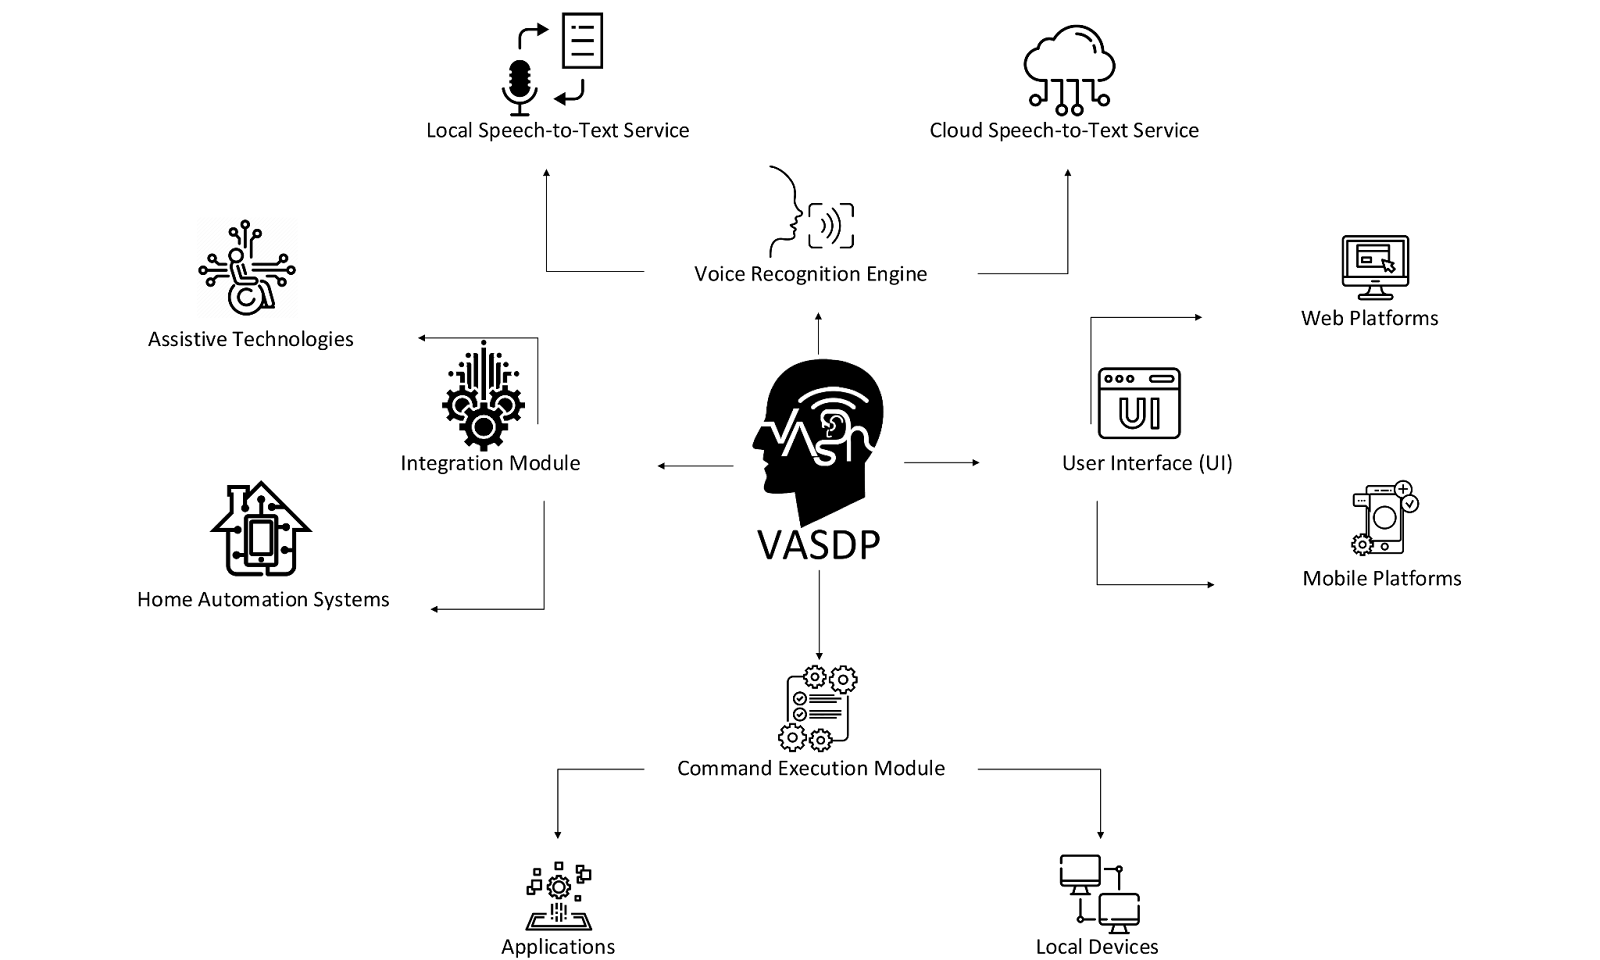 Local Speech-to-Text Service
Cloud Speech-to-Text Service
Voice Recognition Engine
Web Platforms
Assistive Technologies
UI
Integration Module
User Interface (UI)
VASDP
Mobile Platforms
Home Automation Systems
Command Execution Module
Applications
Local Devices